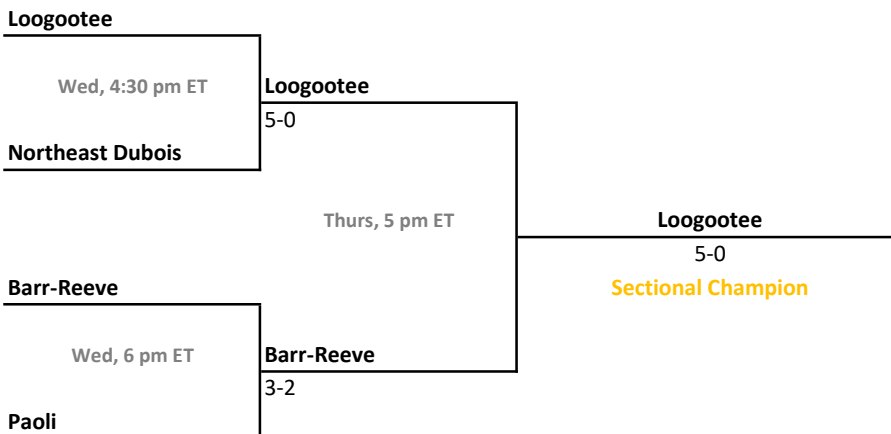 Loogootee
Wed, 4:30 pm ET
Loogootee
5-0
Northeast Dubois
Thurs, 5 pm ET
Loogootee
5-0
Barr-Reeve
Sectional Champion
Wed, 6 pm ET
Barr-Reeve
3-2
Paoli